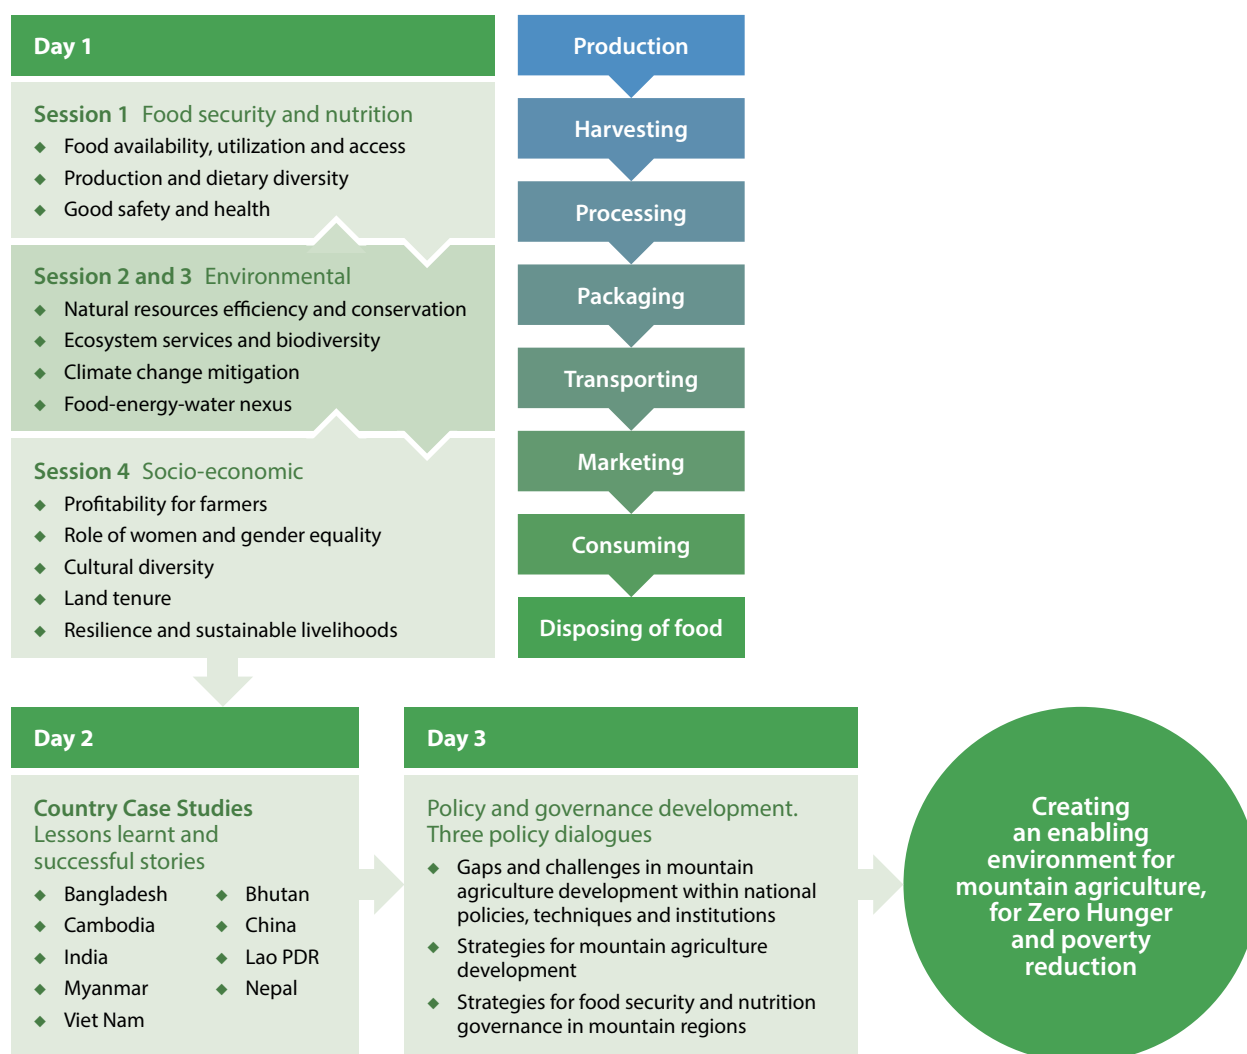 Day 1
Session 1 Food security and nutrition
◆ Food availability, utilization and access
◆ Production and dietary diversity
◆ Good safety and health
Session 2 and 3 Environmental
◆ Natural resources efficiency and conservation
◆ Ecosystem services and biodiversity
◆ Climate change mitigation
◆ Food-energy-water nexus
Session 4 Socio-economic
◆ Profitability for farmers
◆ Role of women and gender equality
◆ Cultural diversity
◆ Land tenure
◆ Resilience and sustainable livelihoods
Production
Harvesting
Processing
Packaging
Transporting
Marketing
Consuming
Disposing of food
Day 2
Country Case Studies
Lessons learnt and
successful stories
◆ Bangladesh
◆ Cambodia
◆ India
◆ Myanmar
◆ Viet Nam
◆ Bhutan
◆ China
◆ Lao PDR
◆ Nepal
Day 3
Policy and governance development.
Three policy dialogues
◆ Gaps and challenges in mountain
agriculture development within national
policies, techniques and institutions
◆ Strategies for mountain agriculture
development
◆ Strategies for food security and nutrition
governance in mountain regions
Creating
an enabling
environment for
mountain agriculture,
for Zero Hunger
and poverty
reduction